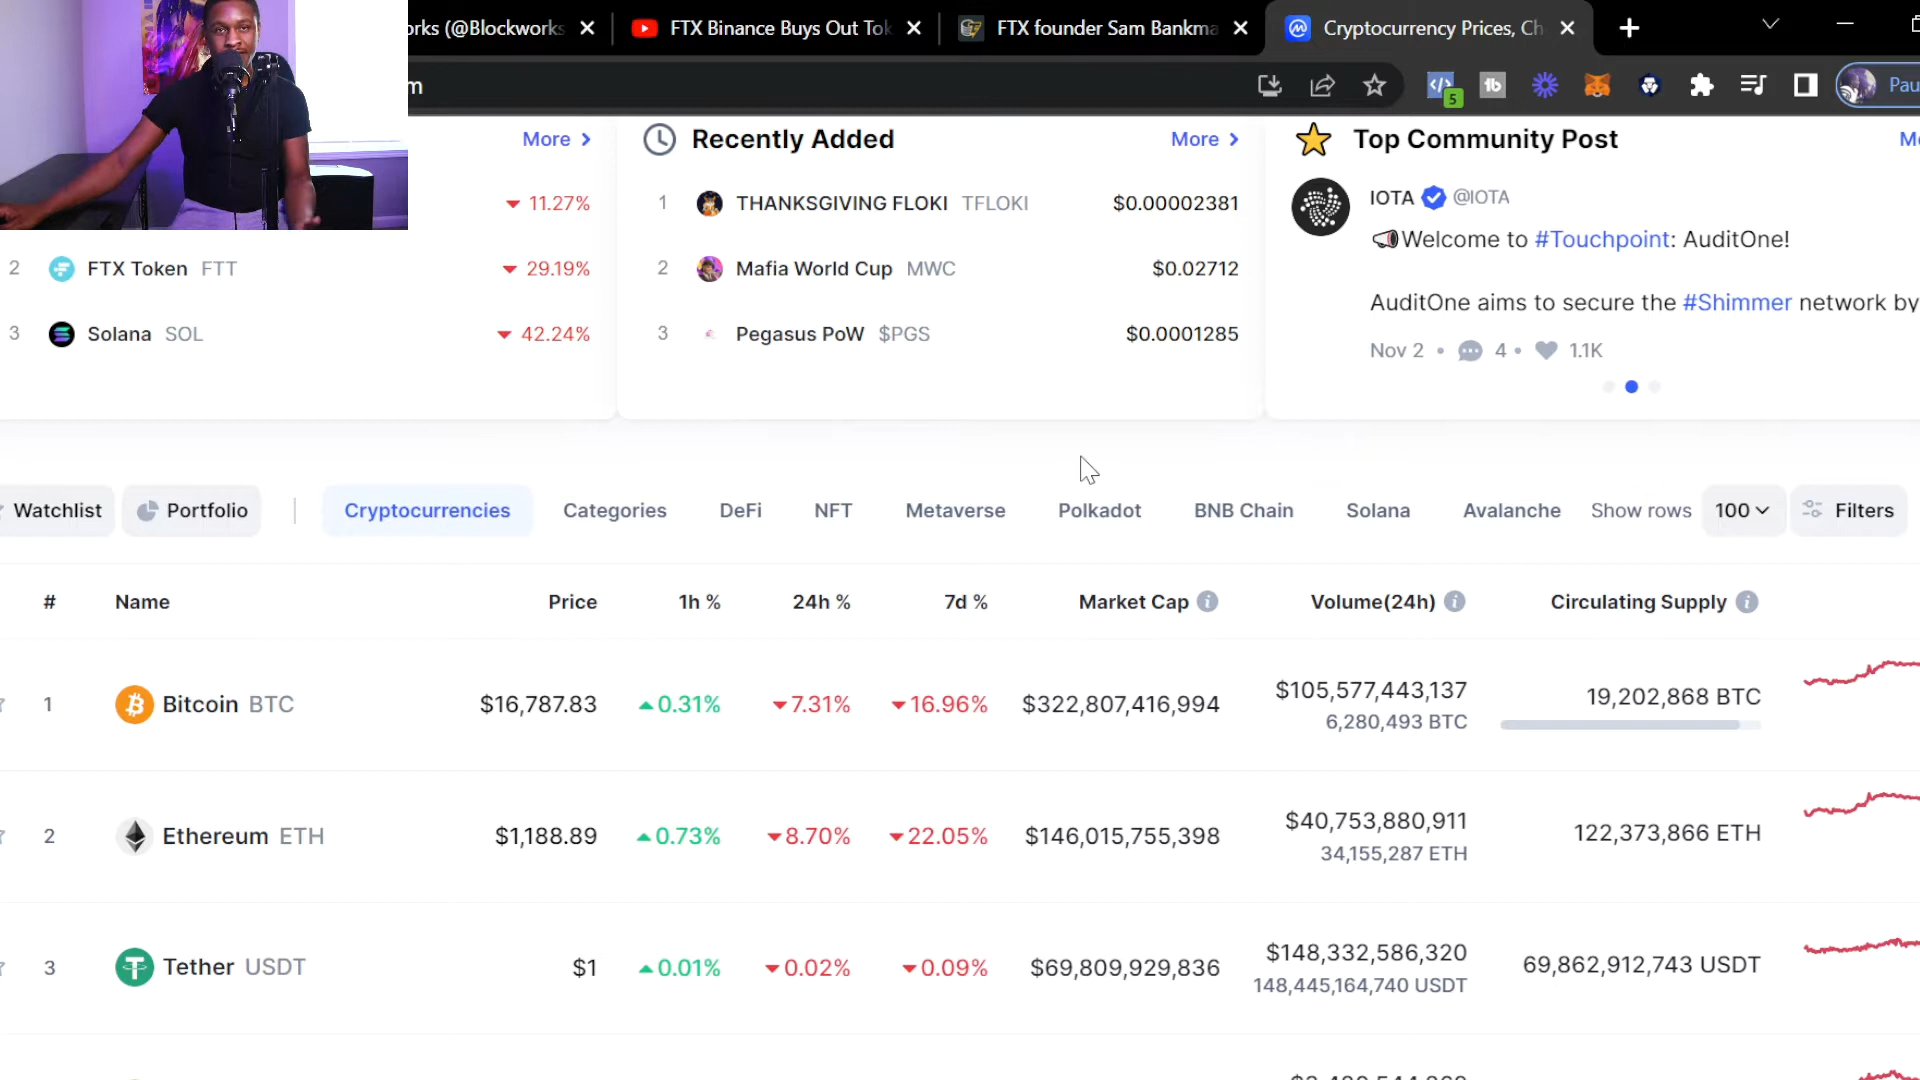 orks (@Blockworks
FTX Binance Buys Out Tok
FTX founder Sam Bankma
Cryptocurrency Prices, Ch
m
5
Pau
More
Recently Added
More
Top Community Post
11.27%
1 THANKSGIVING FLOKI TFLOKI $0.00002381
IOTA @IOTA
Welcome to #Touchpoint: AuditOne!
2 FTX Token FTT 29.19%
2 Mafia World Cup MWC $0.02712
AuditOne aims to secure the #Shimmer network by
3 Solana SOL 42.24%
3 Pegasus PoW $PGS $0.0001285
Nov 2 • 4 • 1.1K
Watchlist Portfolio Cryptocurrencies Categories DeFi NFT Metaverse Polkadot BNB Chain Solana Avalanche Show rows 100 Filters
# Name Price 1h % 24h % 7d % Market Cap Volume(24h) Circulating Supply
1 Bitcoin BTC $16,787.83 0.31% 7.31% 16.96% $322,807,416,994 $105,577,443,137 19,202,868 BTC
6,280,493 BTC
2 Ethereum ETH $1,188.89 0.73% 8.70% 22.05% $146,015,755,398 $40,753,880,911 122,373,866 ETH
34,155,287 ETH
3 Tether USDT $1 0.01% 0.02% 0.09% $69,809,929,836 $148,332,586,320 69,862,912,743 USDT
148,445,164,740 USDT